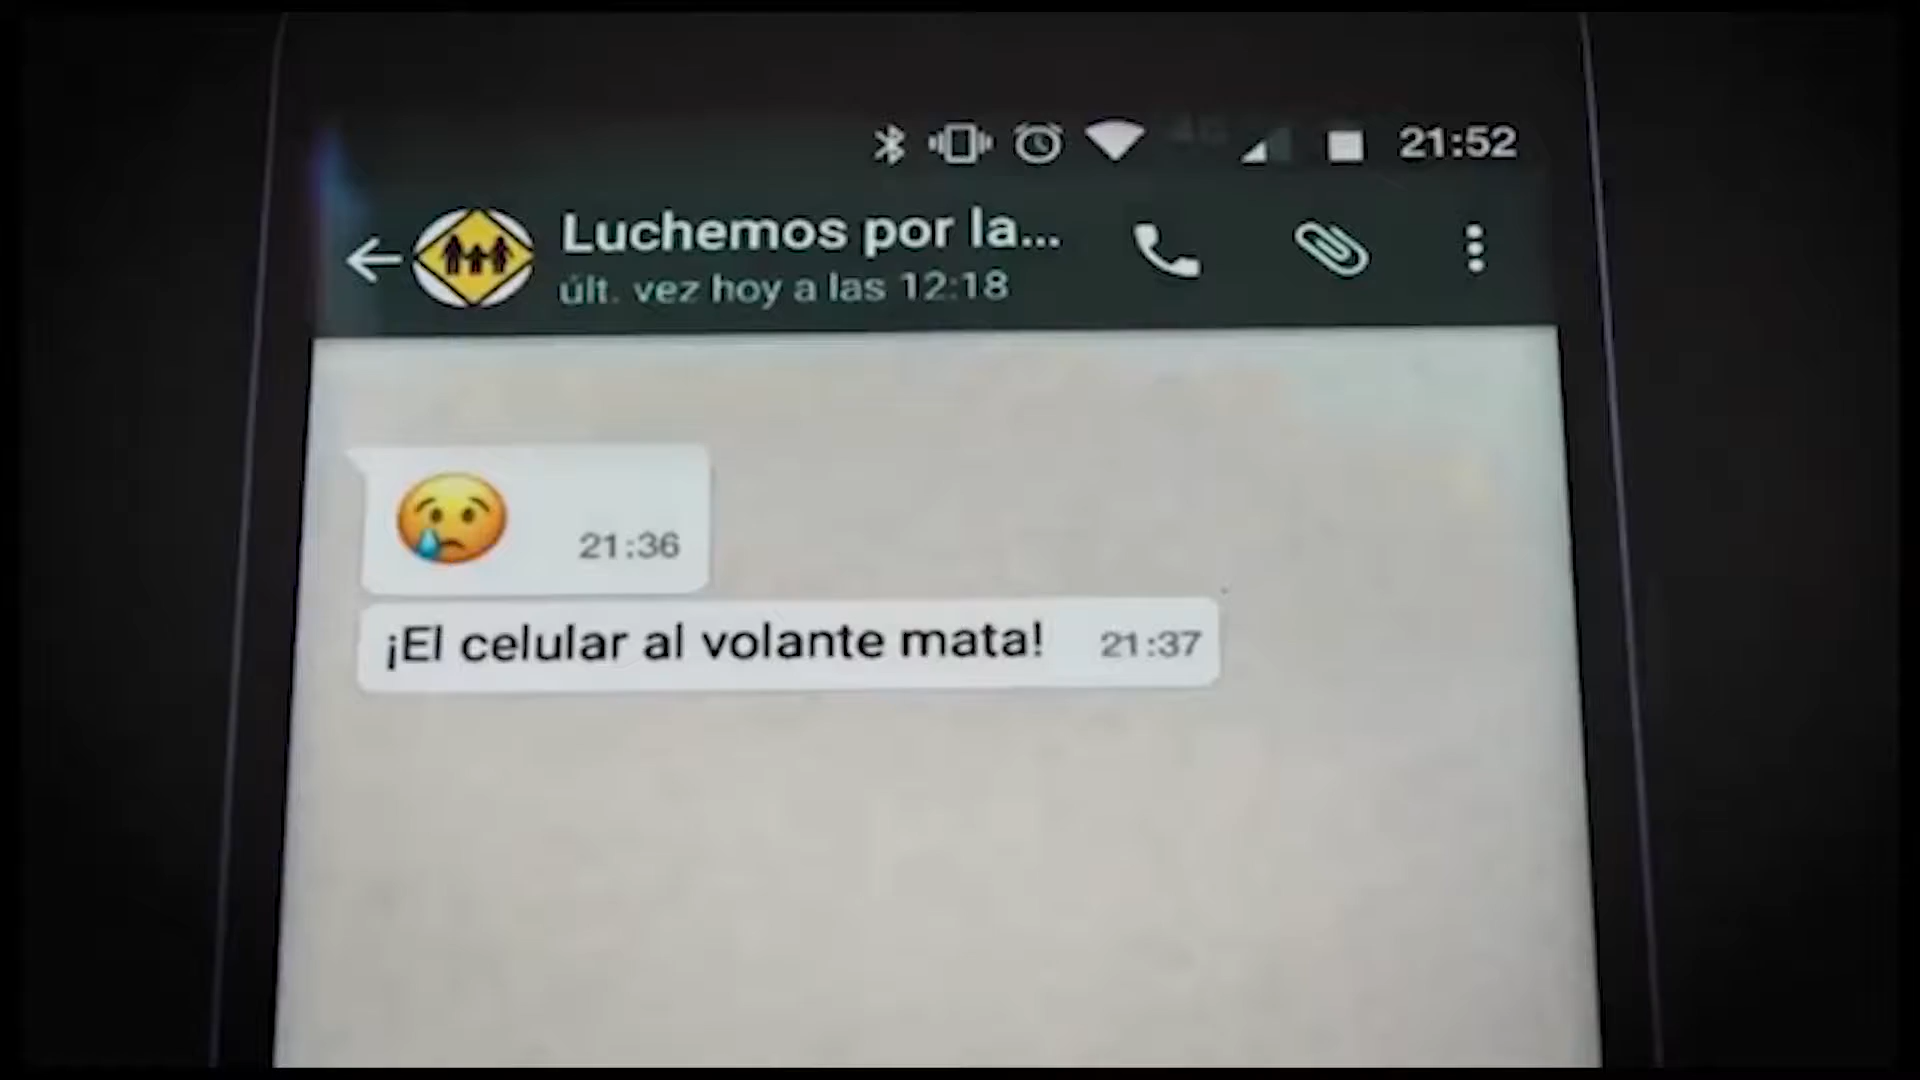 21:52
Luchemos por la...
últ. vez hoy a las 12:18
21:36
¡El celular al volante mata! 21:37